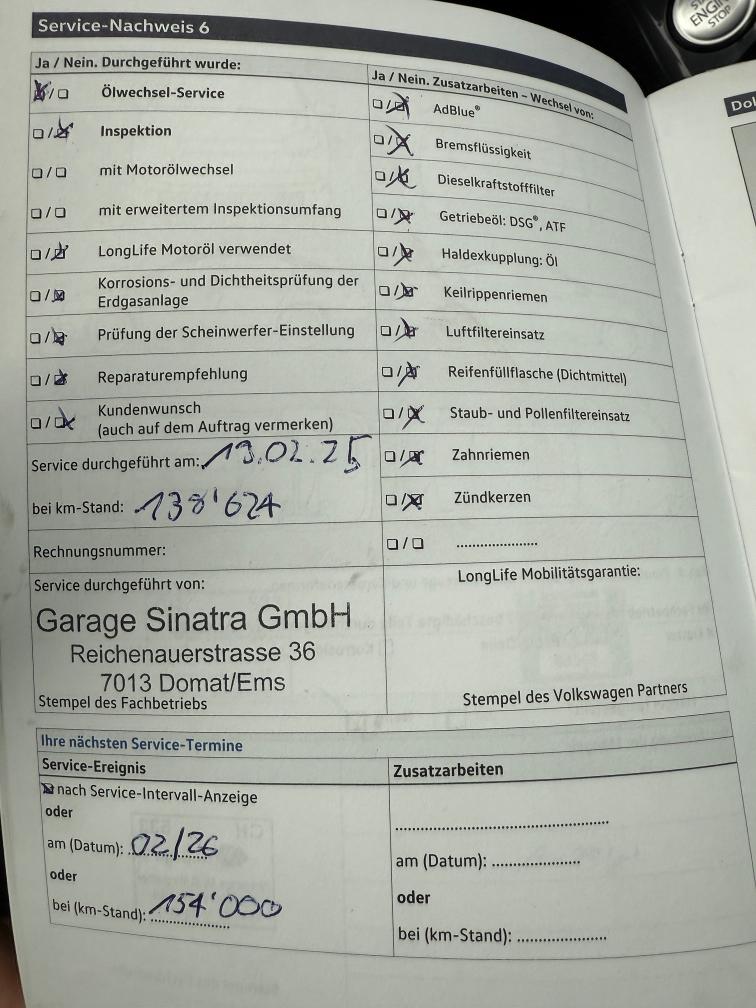 START
ENGINE
STOP
Service-Nachweis 6
Ja / Nein. Durchgeführt wurde:
☒/☐ Ölwechsel-Service
☐/☒ Inspektion
☐/☐ mit Motorölwechsel
☐/☐ mit erweitertem Inspektionsumfang
☐/☒ LongLife Motoröl verwendet
☐/☒ Korrosions- und Dichtheitsprüfung der
Erdgasanlage
☐/☒ Prüfung der Scheinwerfer-Einstellung
☐/☒ Reparaturempfehlung
☐/☒ Kundenwunsch
(auch auf dem Auftrag vermerken)
Service durchgeführt am: 13.02.25
bei km-Stand: 138'624
Rechnungsnummer:
Service durchgeführt von:
Garage Sinatra GmbH
Reichenauerstrasse 36
7013 Domat/Ems
Stempel des Fachbetriebs
Ja / Nein. Zusatzarbeiten – Wechsel von:
☐/☒ AdBlue®
☐/☒ Bremsflüssigkeit
☐/☒ Dieselkraftstofffilter
☐/☒ Getriebeöl: DSG®, ATF
☐/☒ Haldexkupplung: Öl
☐/☒ Keilrippenriemen
☐/☒ Luftfiltereinsatz
☐/☒ Reifenfüllflasche (Dichtmittel)
☐/☒ Staub- und Pollenfiltereinsatz
☐/☒ Zahnriemen
☐/☒ Zündkerzen
☐/☐ .....................
LongLife Mobilitätsgarantie:
Stempel des Volkswagen Partners
Ihre nächsten Service-Termine
Service-Ereignis
☒ nach Service-Intervall-Anzeige
oder
am (Datum): 02/26
oder
bei (km-Stand): 154'000
Zusatzarbeiten
......................................................
am (Datum): ......................
oder
bei (km-Stand): ......................